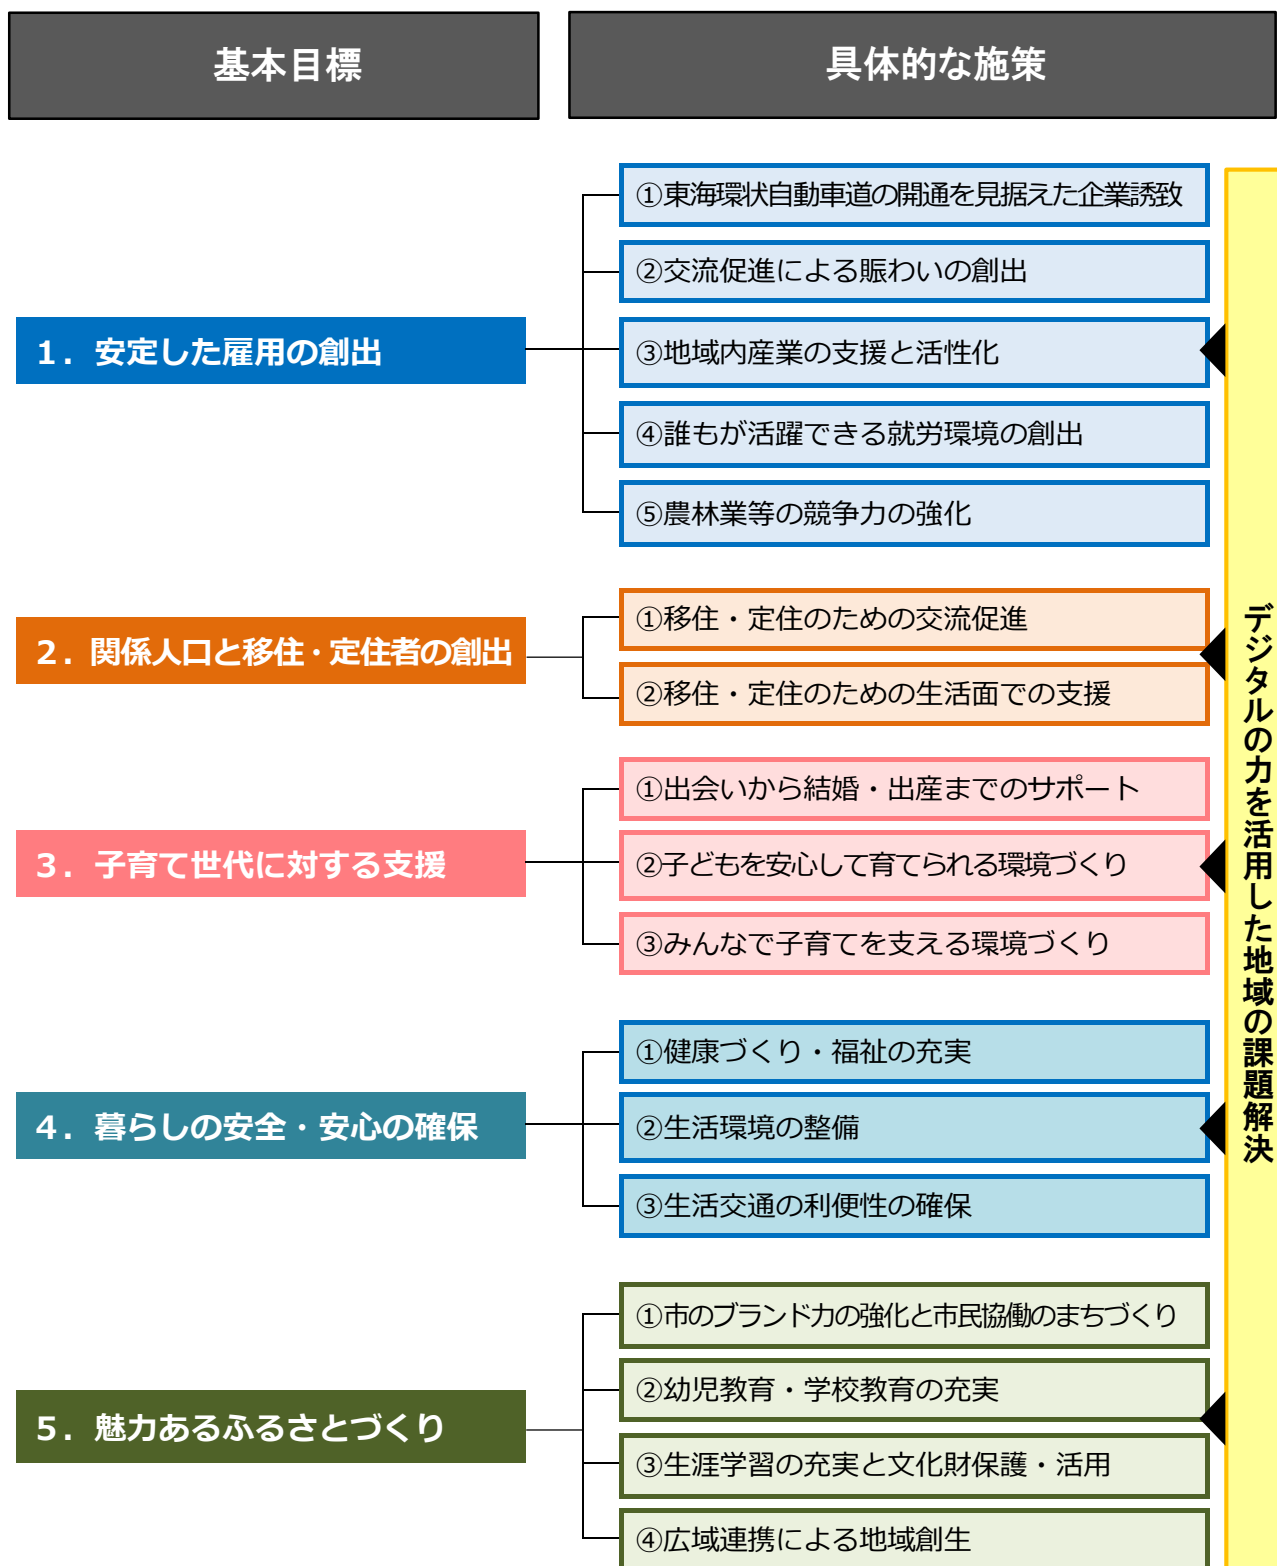 基本目標
具体的な施策
１．安定した雇用の創出
①東海環状自動車道の開通を見据えた企業誘致
②交流促進による賑わいの創出
③地域内産業の支援と活性化
④誰もが活躍できる就労環境の創出
⑤農林業等の競争力の強化
２．関係人口と移住・定住者の創出
①移住・定住のための交流促進
②移住・定住のための生活面での支援
３．子育て世代に対する支援
①出会いから結婚・出産までのサポート
②子どもを安心して育てられる環境づくり
③みんなで子育てを支える環境づくり
４．暮らしの安全・安心の確保
①健康づくり・福祉の充実
②生活環境の整備
③生活交通の利便性の確保
５．魅力あるふるさとづくり
①市のブランド力の強化と市民協働のまちづくり
②幼児教育・学校教育の充実
③生涯学習の充実と文化財保護・活用
④広域連携による地域創生
デジタルの力を活用した地域の課題解決